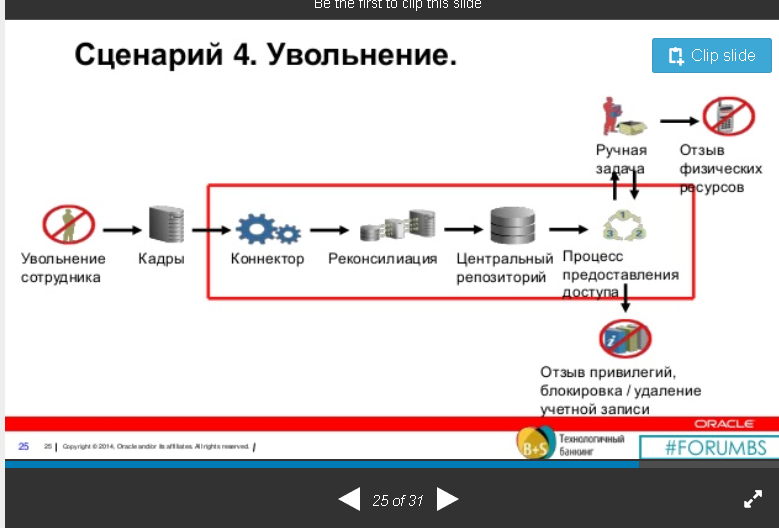 Be the first to clip this slide
Сценарий 4. Увольнение.
Clip slide
Ручная
задача
Отзыв
физических
ресурсов
Увольнение
сотрудника
Кадры
Коннектор
Реконсилиация
Центральный
репозиторий
Процесс
предоставления
доступа
1
2
3
Отзыв привилегий,
блокировка / удаление
учетной записи
ORACLE
25
25 | Copyright © 2014, Oracle and/or its affiliates. All rights reserved. /
B+S
Технологичный
банкинг
#FORUMBS
25 of 31